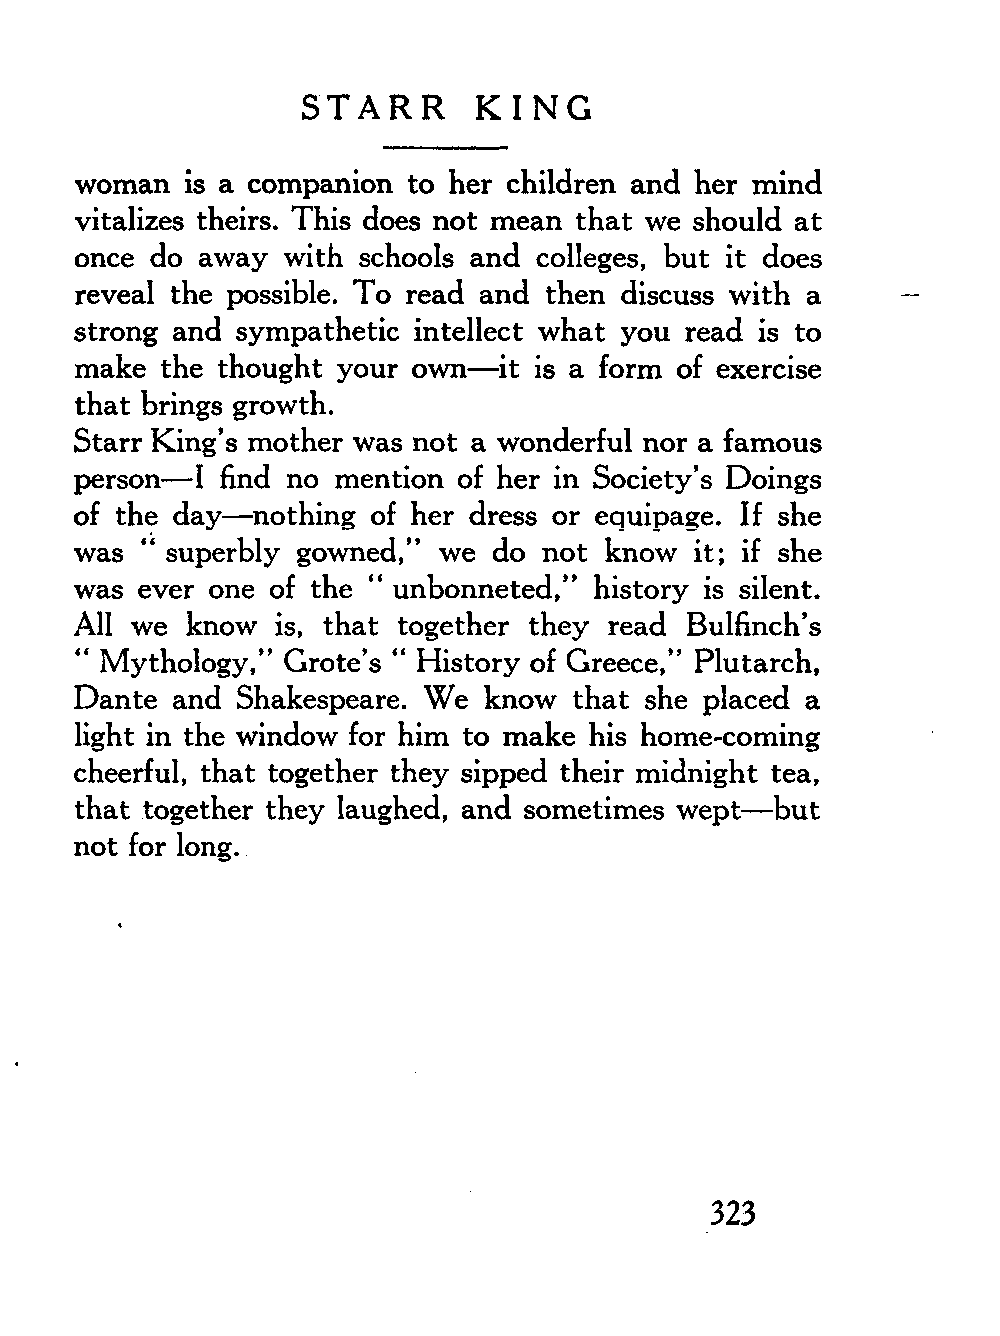 STARR KING
woman is a companion to her children and her mind
vitalizes theirs. This does not mean that we should at
once do away with schools and colleges, but it does
reveal the possible. To read and then discuss with a
strong and sympathetic intellect what you read is to
make the thought your own—it is a form of exercise
that brings growth.
Starr King's mother was not a wonderful nor a famous
person—I find no mention of her in Society's Doings
of the day—nothing of her dress or equipage. If she
was “ superbly gowned,” we do not know it; if she
was ever one of the “ unbonneted,” history is silent.
All we know is, that together they read Bulfinch's
“ Mythology,” Grote's “ History of Greece,” Plutarch,
Dante and Shakespeare. We know that she placed a
light in the window for him to make his home-coming
cheerful, that together they sipped their midnight tea,
that together they laughed, and sometimes wept—but
not for long.
323